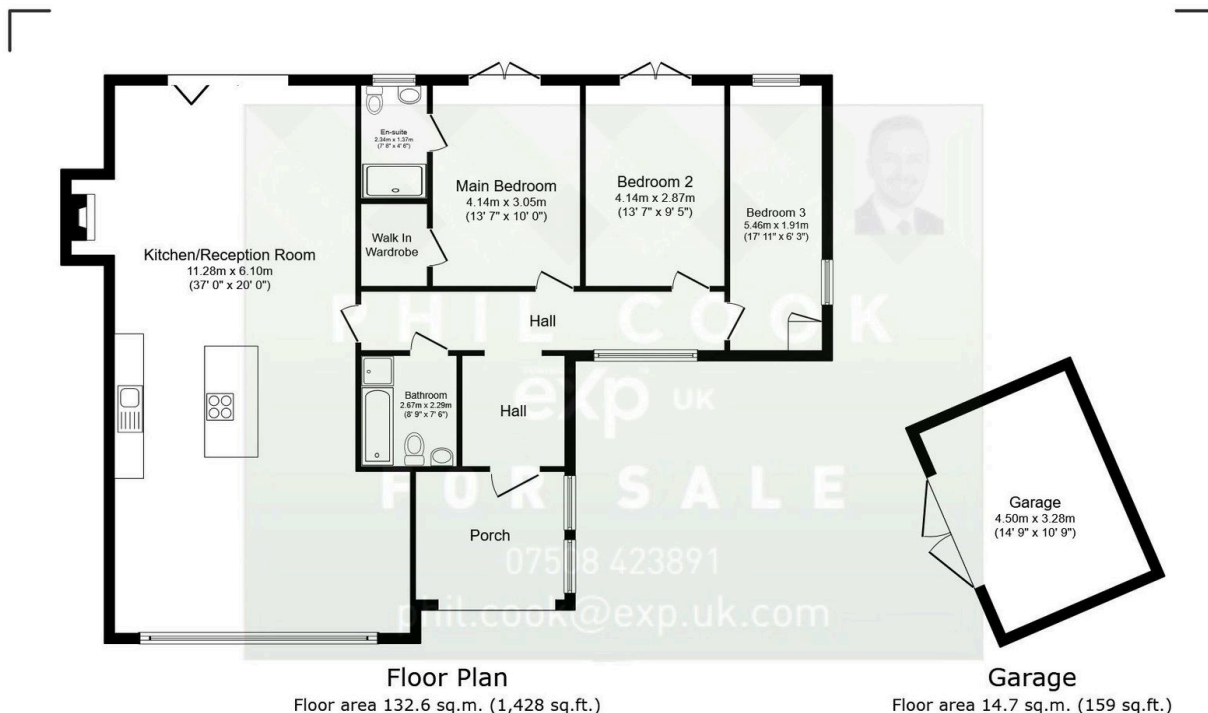 En-suite
2.34m x 1.37m
(7' 8" x 4' 6")
Main Bedroom
4.14m x 3.05m
(13' 7" x 10' 0")
Bedroom 2
4.14m x 2.87m
(13' 7" x 9' 5")
Bedroom 3
5.46m x 1.91m
(17' 11" x 6' 3")
Walk In
Wardrobe
Kitchen/Reception Room
11.28m x 6.10m
(37' 0" x 20' 0")
Hall
PHIL COOK
Bathroom
2.67m x 2.29m
(8' 9" x 7' 6")
Hall
exp UK
FOR SALE
Porch
07508 423891
phil.cook@exp.uk.com
Garage
4.50m x 3.28m
(14' 9" x 10' 9")
Floor Plan
Floor area 132.6 sq.m. (1,428 sq.ft.)
Garage
Floor area 14.7 sq.m. (159 sq.ft.)